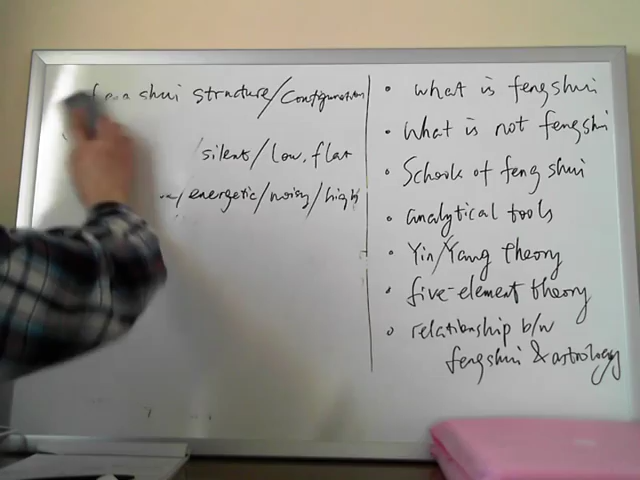 feng shui structure/Configuration
silent/low, flat
/energetic/noisy/high
• what is fengshui
• What is not fengshui
• Schools of feng shui
• analytical tools
• Yin/Yang theory
• five-element theory
• relationship b/w
fengshui & astrology